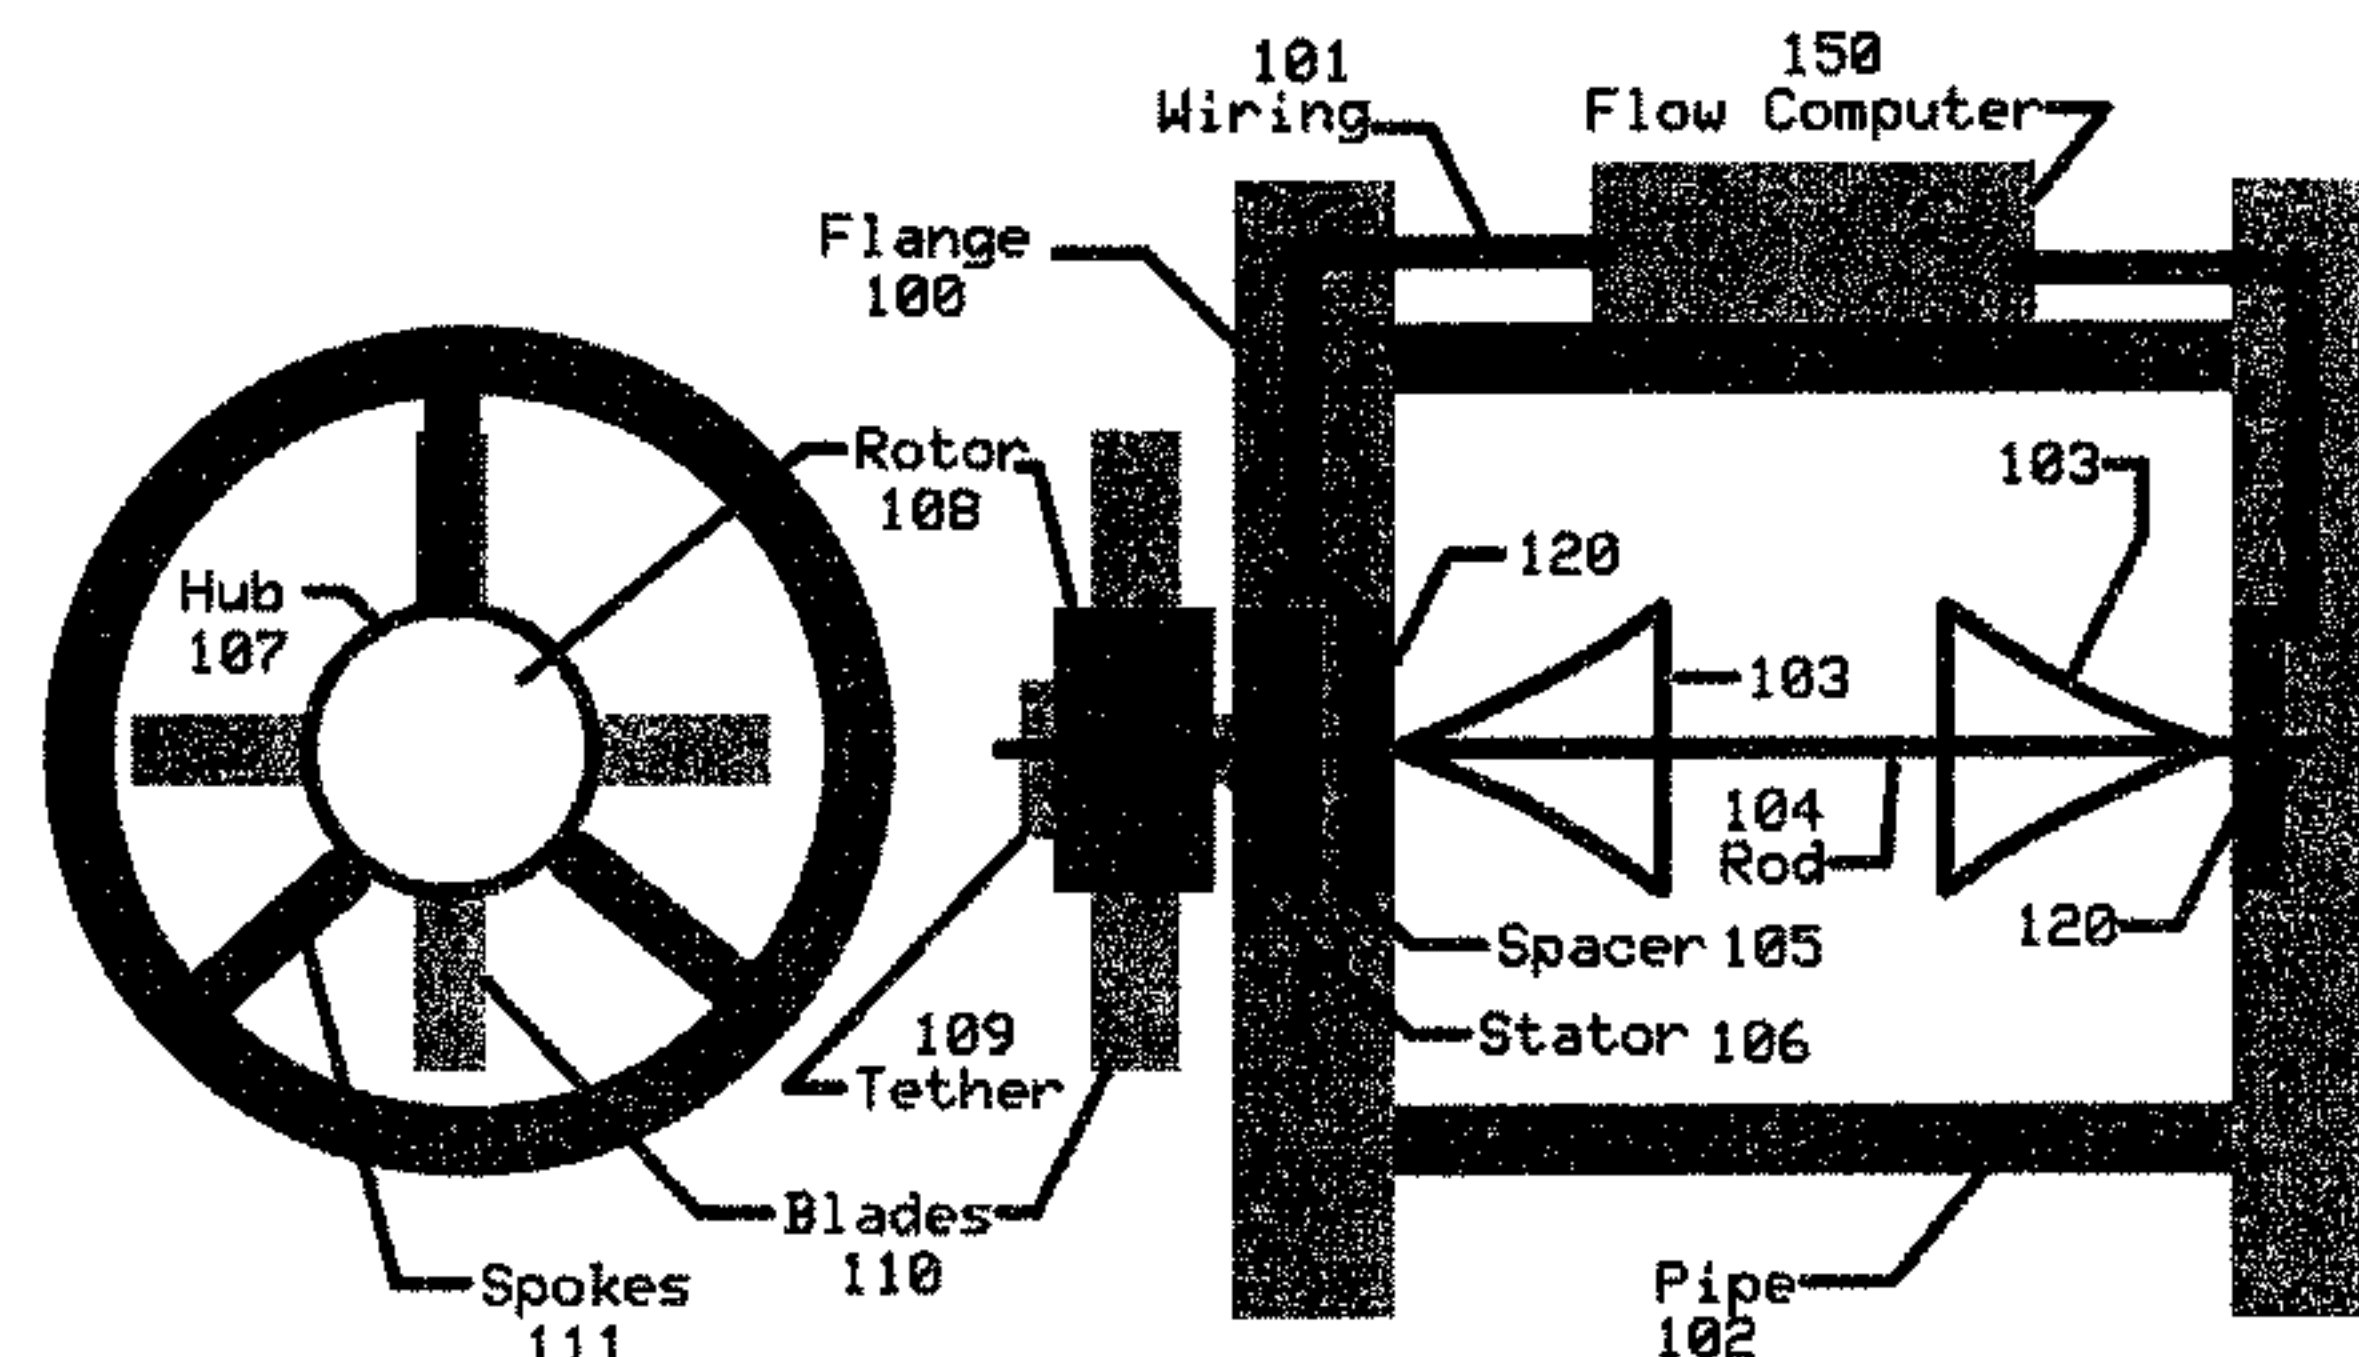 101
Wiring
150
Flow Computer
Flange
100
Rotor
108
103
120
Hub
107
103
104
Rod
120
Spacer 105
109
Tether
Stator 106
Blades
110
Spokes
111
Pipe
102